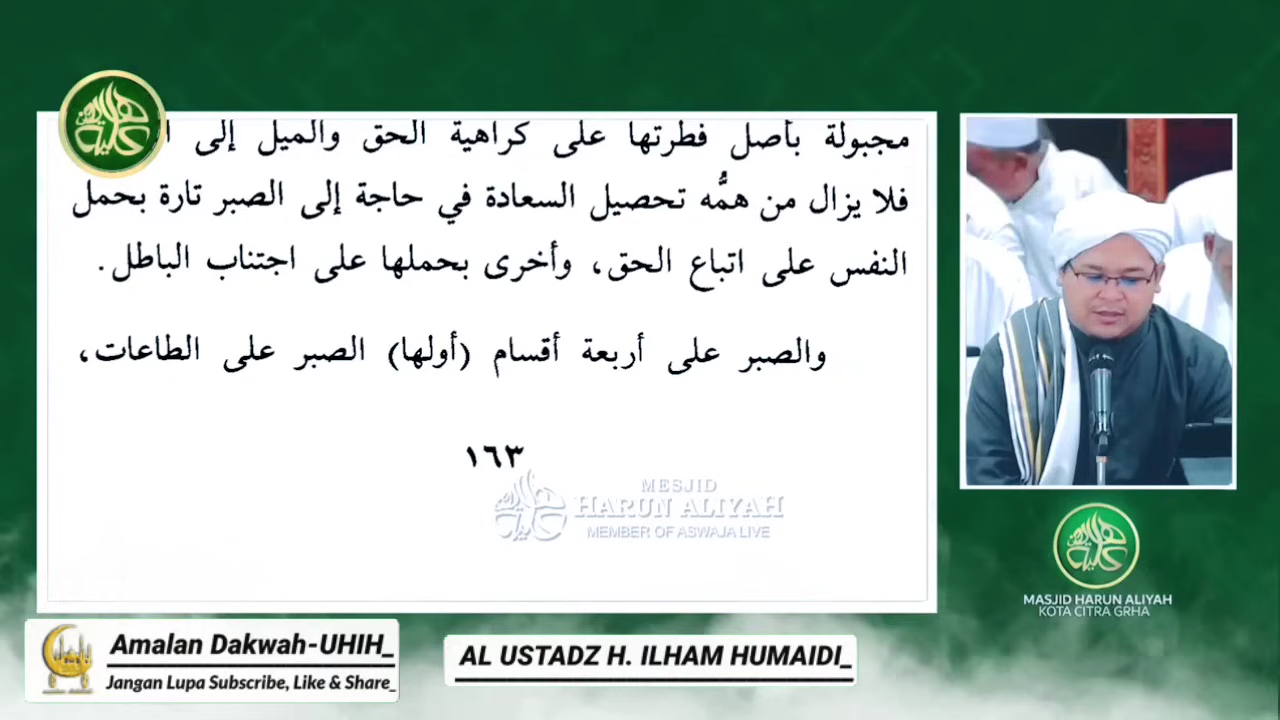 مجبولة بأصل فطرتها على كراهية الحق والميل إلى
فلا يزال من همُّه تحصيل السعادة في حاجة إلى الصبر تارة بحمل
النفس على اتباع الحق، وأخرى بحملها على اجتناب الباطل.
والصبر على أربعة أقسام (أولها) الصبر على الطاعات،
١٦٣
MESJID
HARUN ALIYAH
MEMBER OF ASWAJA LIVE
MASJID HARUN ALIYAH
KOTA CITRA GRHA
Amalan Dakwah-UHIH_
Jangan Lupa Subscribe, Like & Share_
AL USTADZ H. ILHAM HUMAIDI_